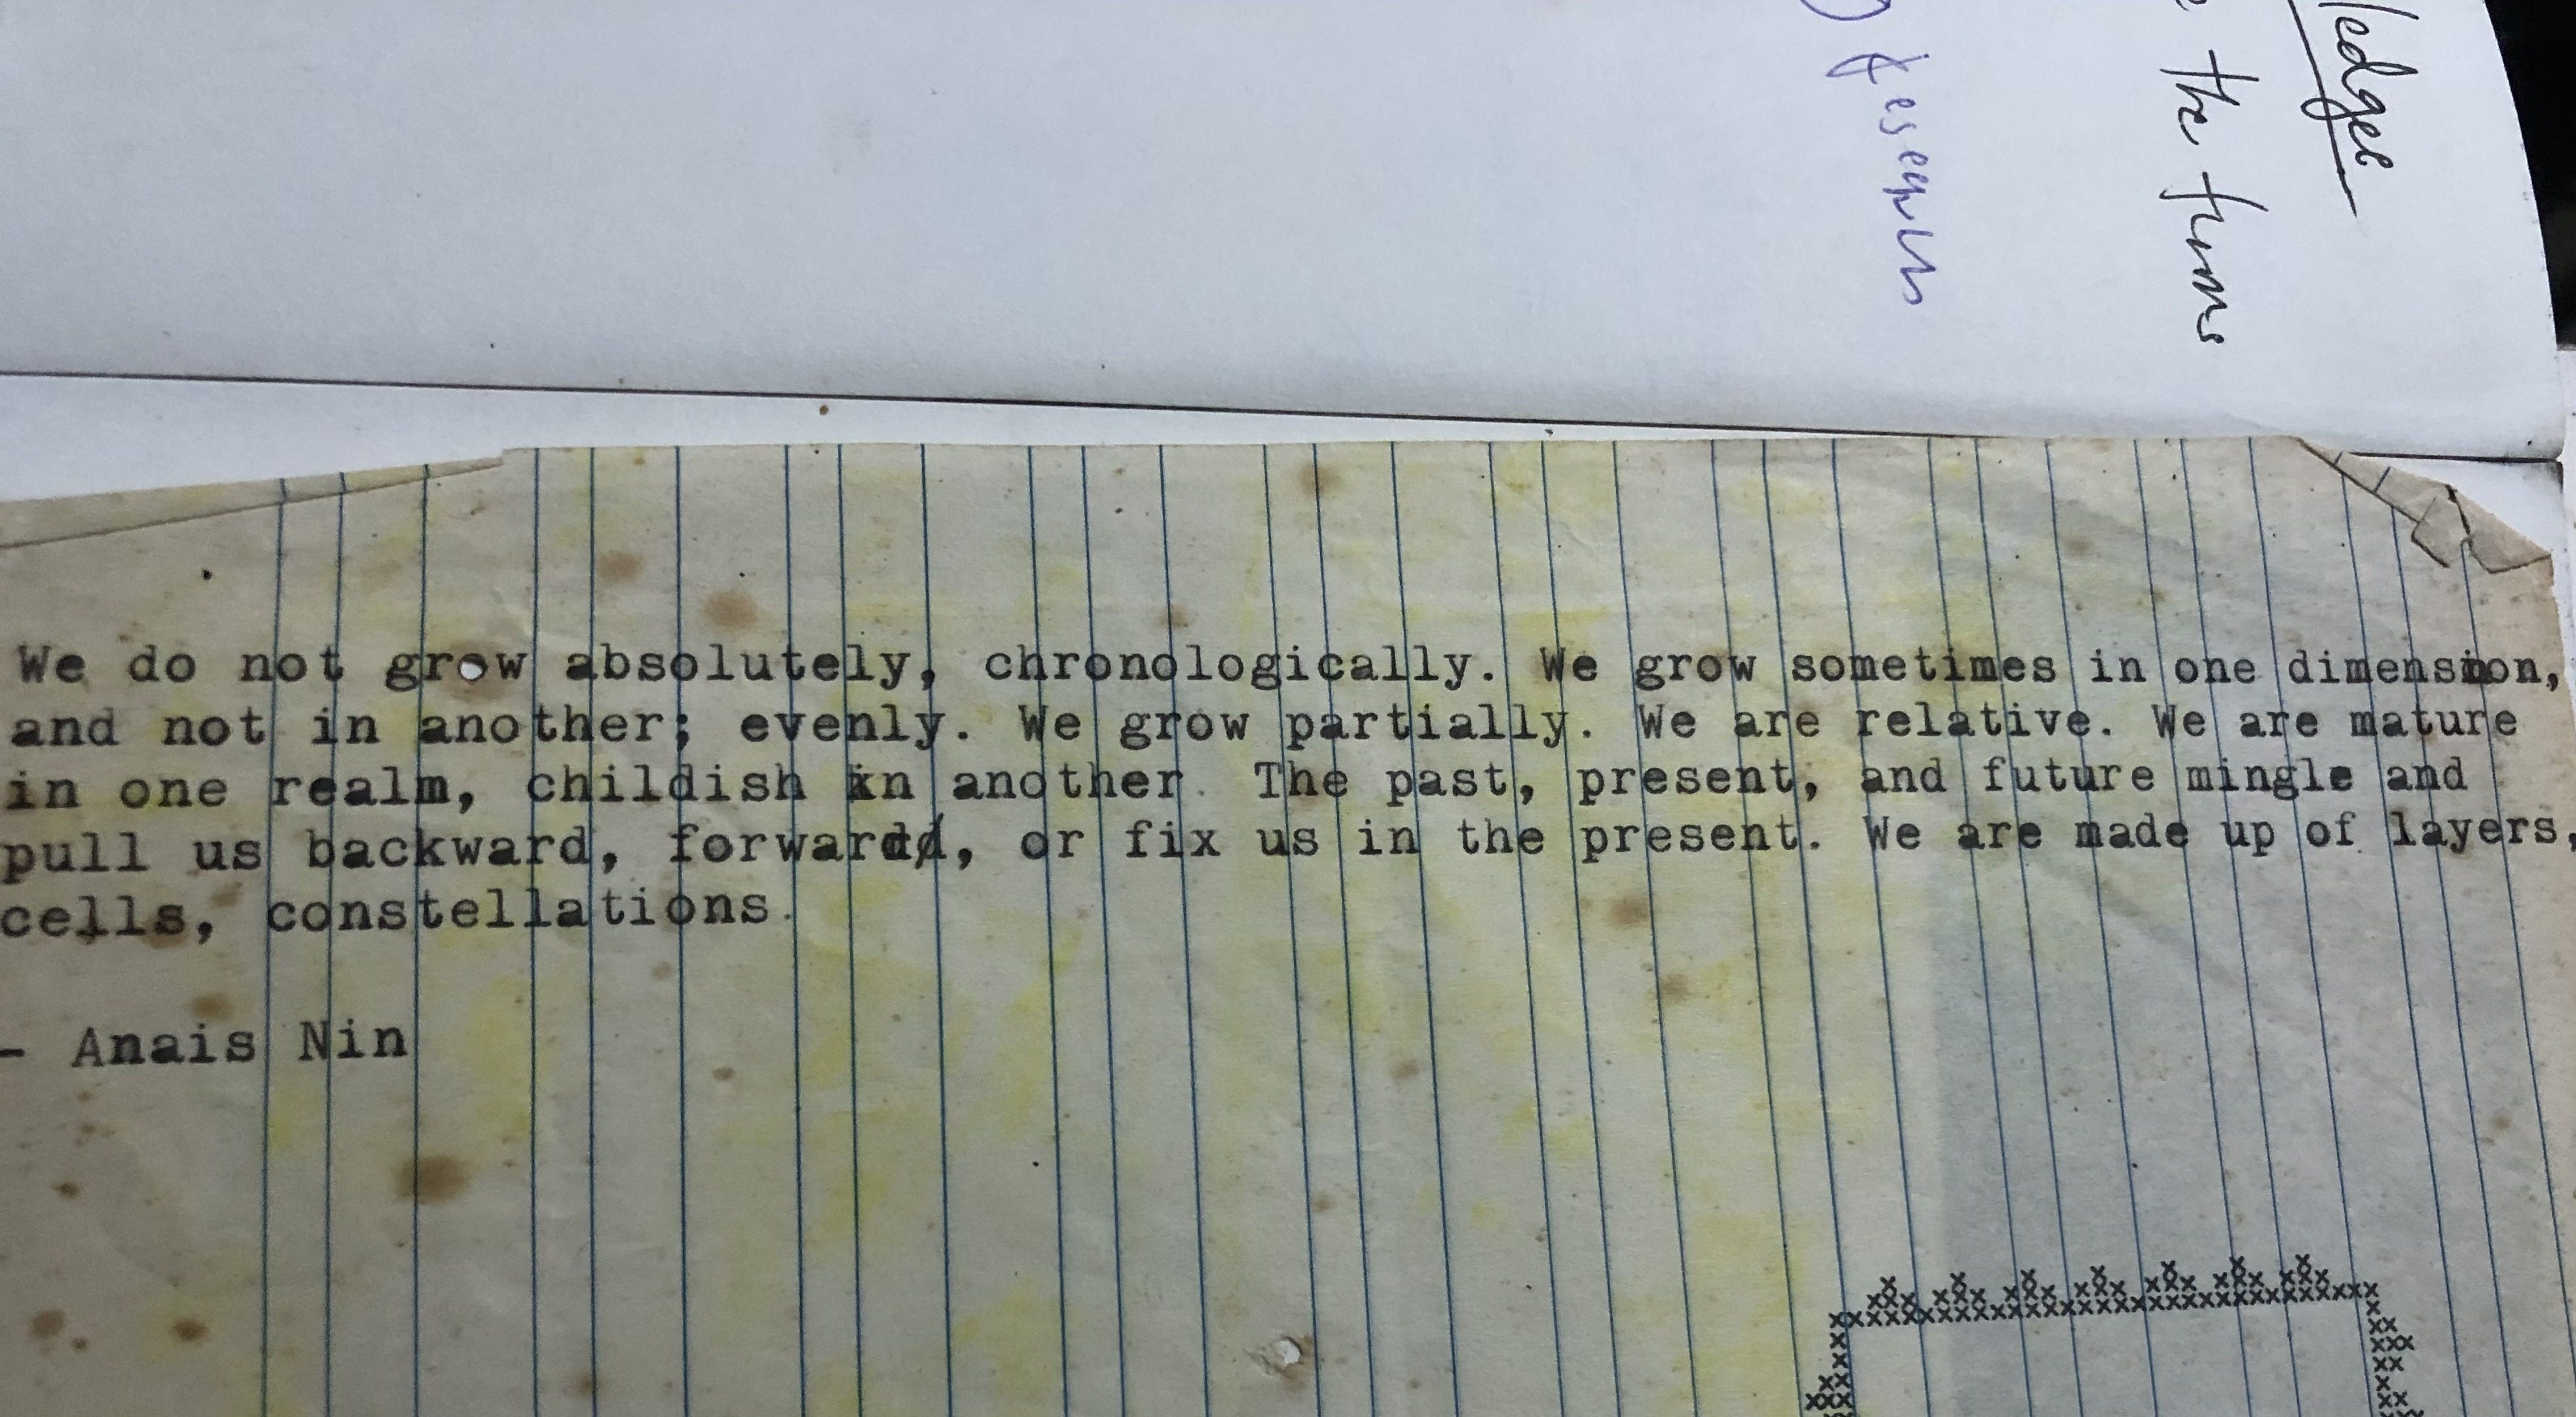 ledgee
the
We do not grow absolutely, chronologically. We grow sometimes in one dimension,
and not in another; evenly. We grow partially. We are relative. We are mature
in one realm, childish in another. The past, present, and future mingle and
pull us backward, forward, or fix us in the present. We are made up of layers,
cells, constellations.
- Anais Nin